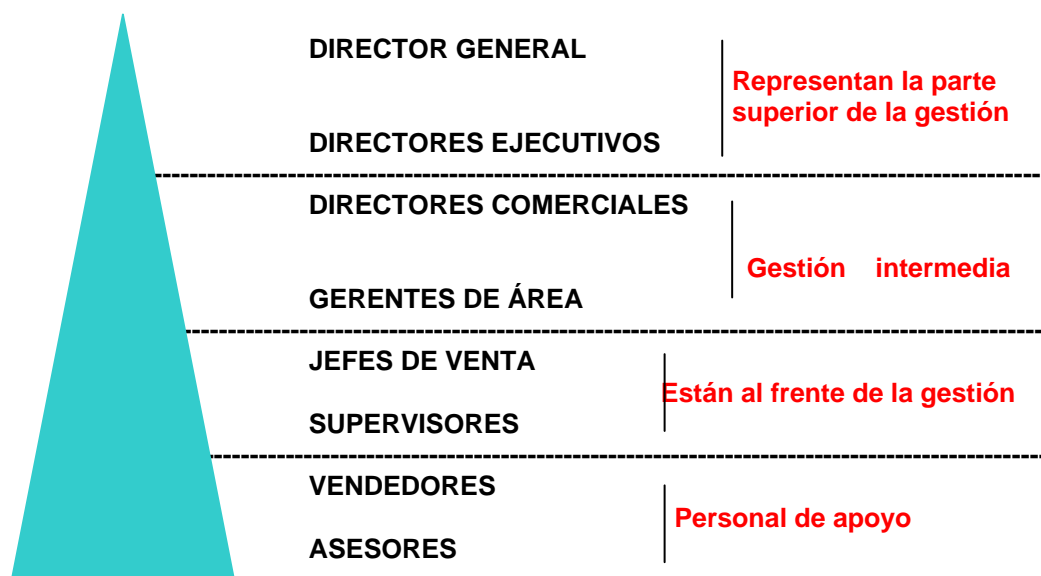 DIRECTOR GENERAL
Representan la parte
superior de la gestión
DIRECTORES EJECUTIVOS
DIRECTORES COMERCIALES
Gestión intermedia
GERENTES DE ÁREA
JEFES DE VENTA
Están al frente de la gestión
SUPERVISORES
VENDEDORES
Personal de apoyo
ASESORES